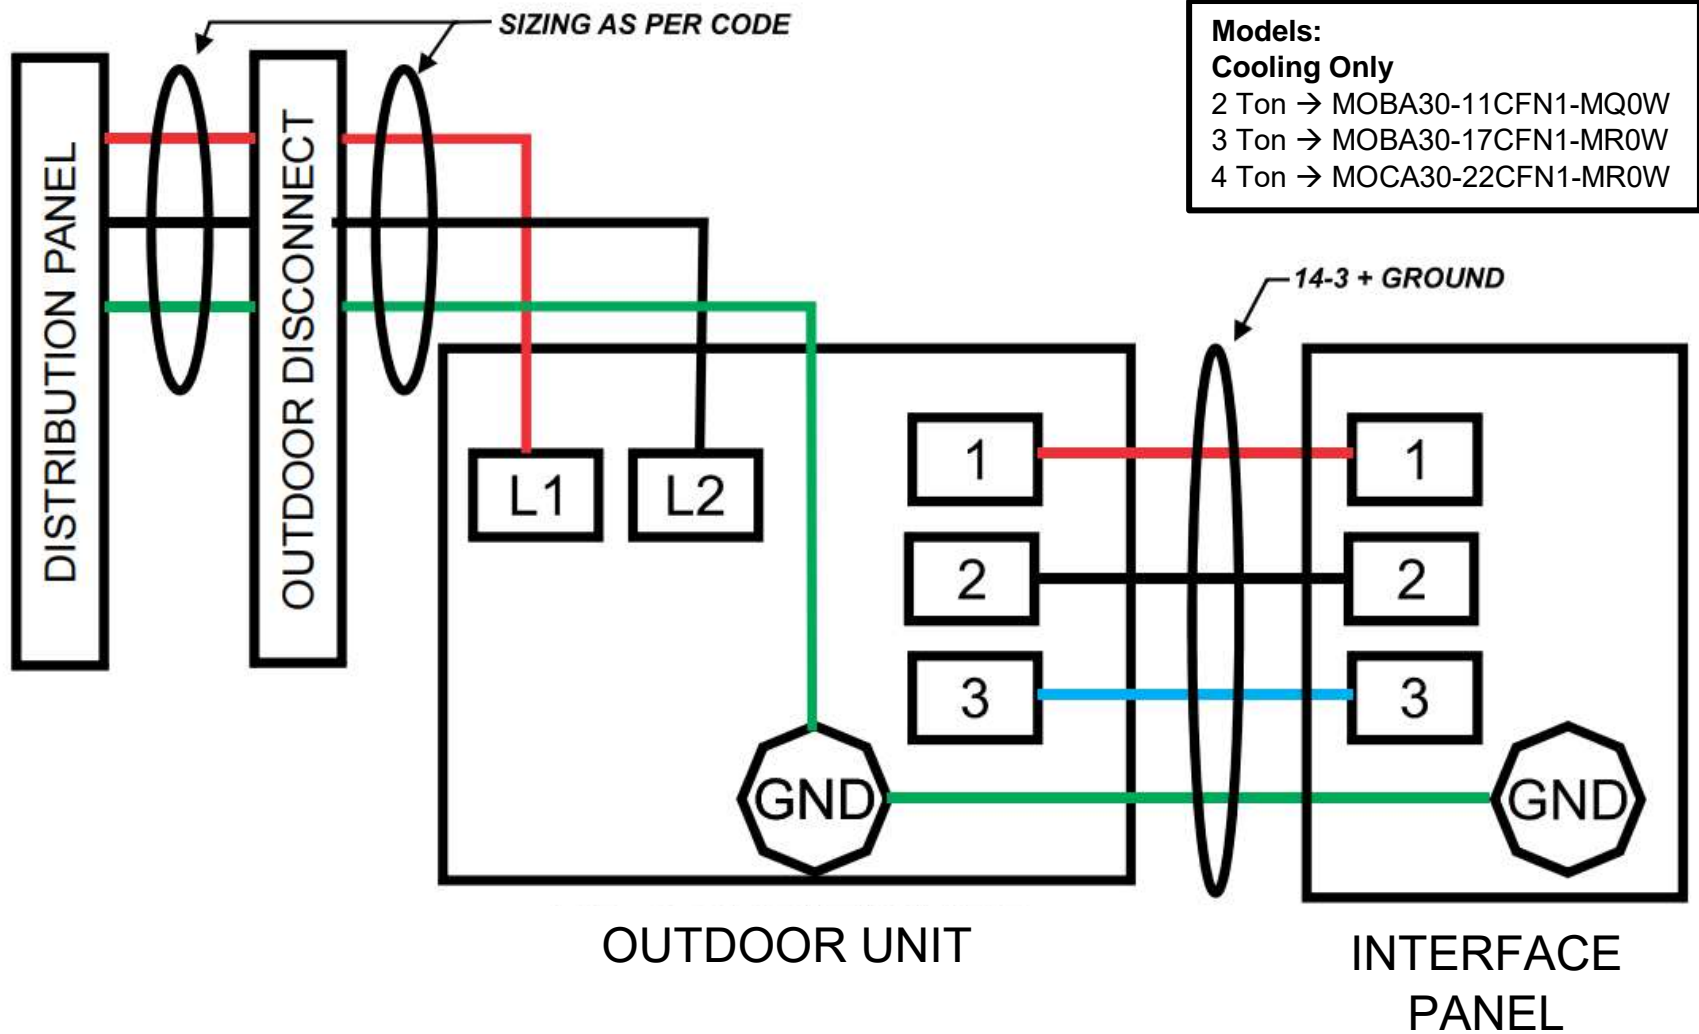 SIZING AS PER CODE
Models:
Cooling Only
2 Ton → MOBA30-11CFN1-MQ0W
3 Ton → MOBA30-17CFN1-MR0W
4 Ton → MOCA30-22CFN1-MR0W
DISTRIBUTION PANEL
OUTDOOR DISCONNECT
14-3 + GROUND
L1
L2
1
2
3
GND
1
2
3
GND
OUTDOOR UNIT
INTERFACE
PANEL